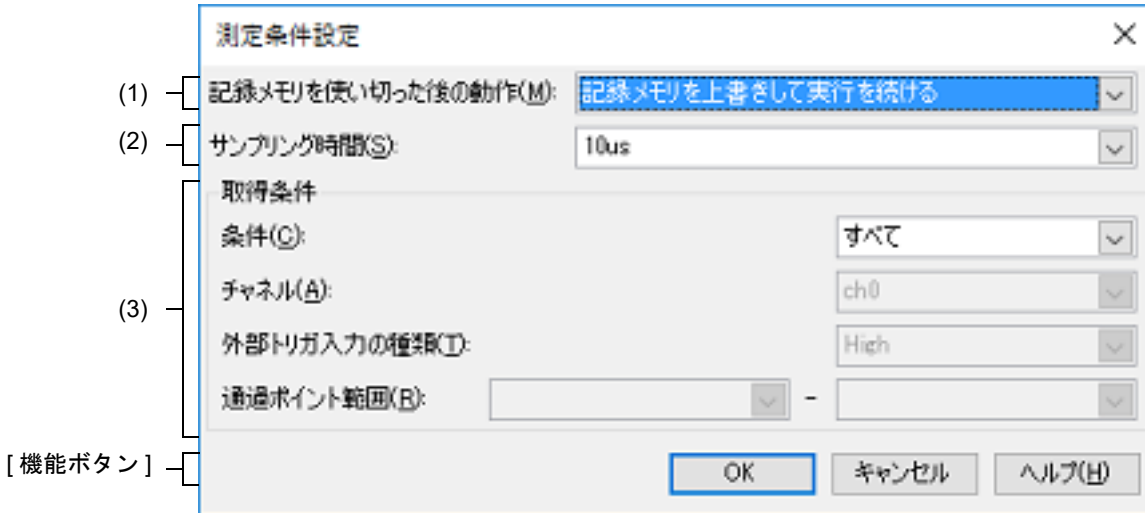 測定条件設定
(1) 記録メモリを使い切った後の動作(M): 記録メモリを上書きして実行を続ける
(2) サンプリング時間(S): 10us
(3) 取得条件
条件(C): すべて
チャネル(A): ch0
外部トリガ入力の種類(T): High
通過ポイント範囲(R): -
[ 機能ボタン ] OK キャンセル ヘルプ(H)